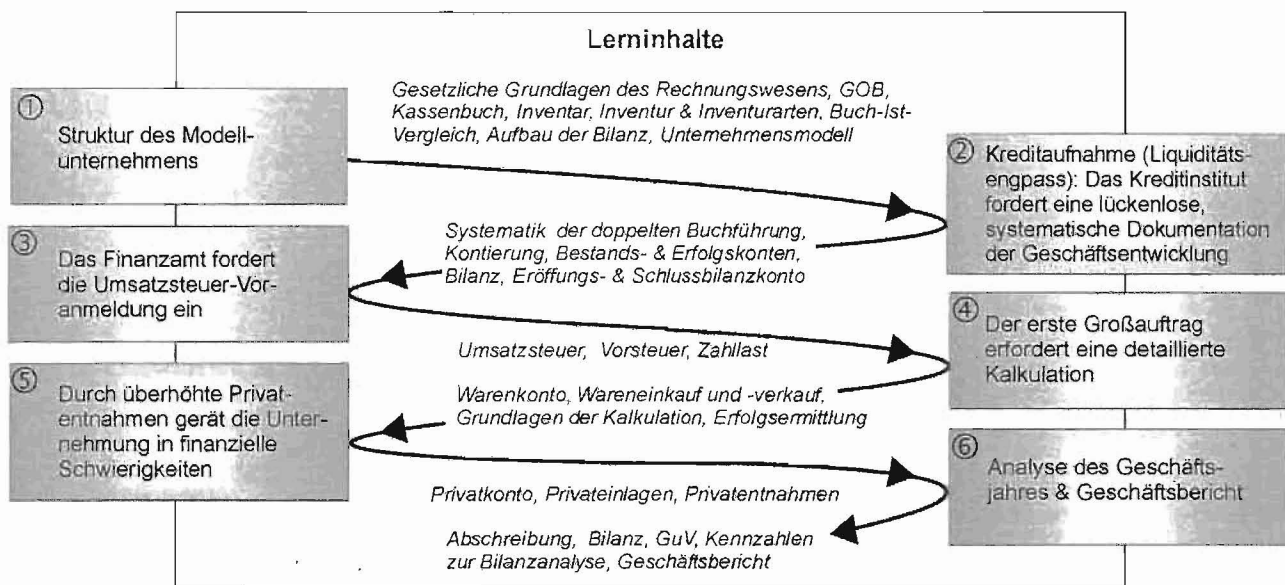 Lerninhalte
Gesetzliche Grundlagen des Rechnungswesens, GOB,
Kassenbuch, Inventar, Inventur & Inventurarten, Buch-Ist-
Vergleich, Aufbau der Bilanz, Unternehmensmodell
①
Struktur des Modell-
unternehmens
②
Kreditaufnahme (Liquiditäts-
engpass): Das Kreditinstitut
fordert eine lückenlose,
systematische Dokumentation
der Geschäftsentwicklung
Systematik der doppelten Buchführung,
Kontierung, Bestands- & Erfolgskonten,
Bilanz, Eröffungs- & Schlussbilanzkonto
③
Das Finanzamt fordert
die Umsatzsteuer-Vor-
anmeldung ein
Umsatzsteuer, Vorsteuer, Zahllast
④
Der erste Großauftrag
erfordert eine detaillierte
Kalkulation
Warenkonto, Wareneinkauf und -verkauf,
Grundlagen der Kalkulation, Erfolgsermittlung
⑤
Durch überhöhte Privat-
entnahmen gerät die Unter-
nehmung in finanzielle
Schwierigkeiten
Privatkonto, Privateinlagen, Privatentnahmen
⑥
Analyse des Geschäfts-
jahres & Geschäftsbericht
Abschreibung, Bilanz, GuV, Kennzahlen
zur Bilanzanalyse, Geschäftsbericht